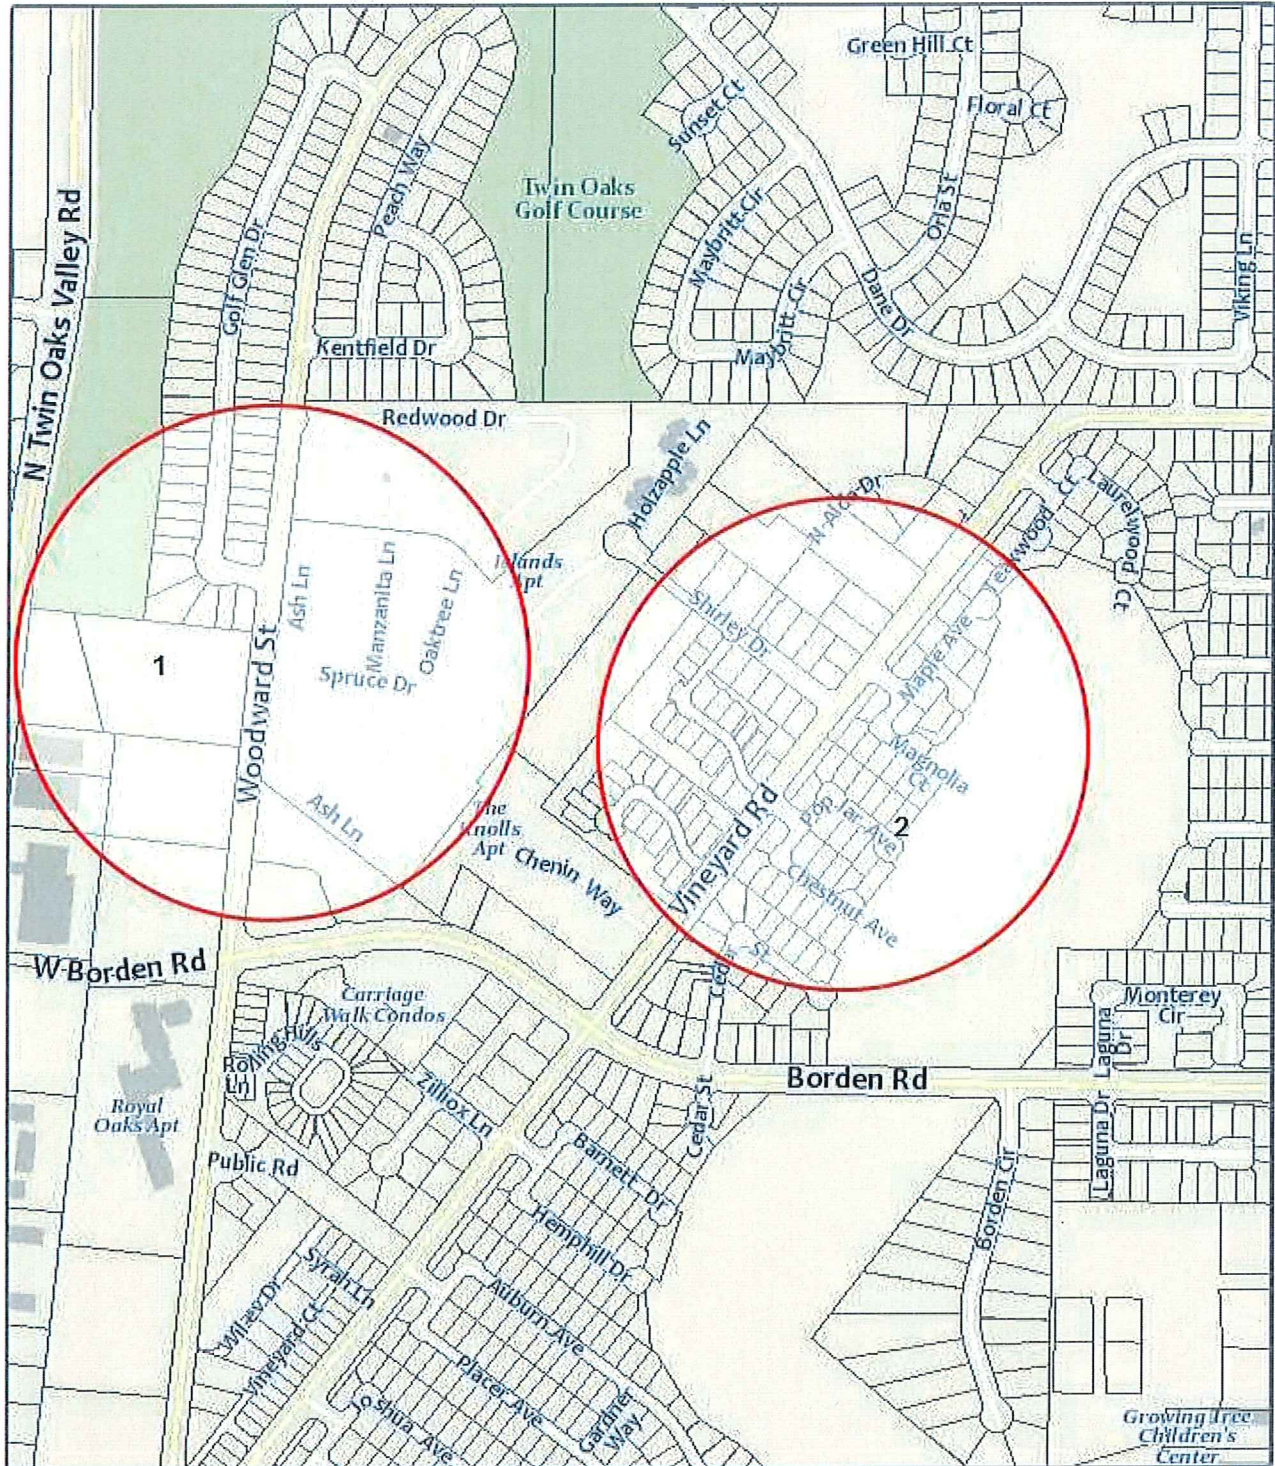 Green Hill Ct
Floral Ct
Sunset Ct
Peach Way
Twin Oaks
Golf Course
Maybritt Cir
Orla St
N Twin Oaks Valley Rd
Golf Glen Dr
Viking Ln
Dane Dr
Kentfield Dr
Maybritt Cir
Redwood Dr
Holzapple Ln
N Alda Dr
Laurelwood Ct
Teakwood Ct
Islands
Apt
Ash Ln
Manzanita Ln
Oaktree Ln
Shirley Dr
Maple Ave
1
Spruce Dr
Woodward St
Magnolia
Ct
Ash Ln
The
Knolls
Apt
Chenin Way
Vineyard Rd
Poplar Ave
2
Chestnut Ave
Cedar St
W Borden Rd
Carriage
Walk Condos
Monterey
Cir
Laguna
Dr
Rolling Hills
Ln
Borden Rd
Royal
Oaks Apt
Zilliox Ln
Cedar St
Laguna Dr
Barnett Dr
Public Rd
Borden Cir
Hemphill Dr
Syrah Ln
Auburn Ave
Vineyard Ct
Placer Ave
Joshua Ave
Gardner
Way
Growing Tree
Children's
Center